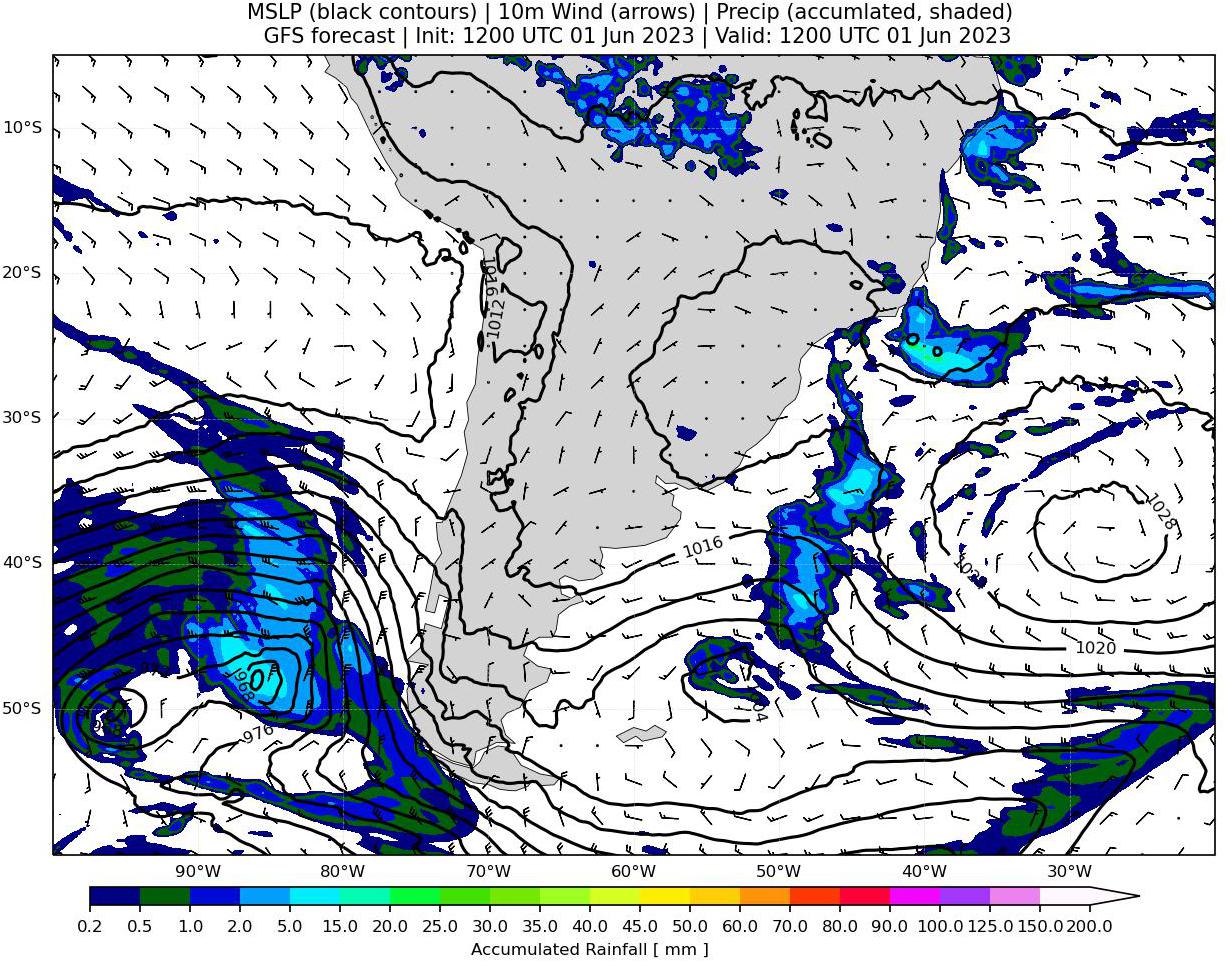 MSLP (black contours) | 10m Wind (arrows) | Precip (accumlated, shaded)
GFS forecast | Init: 1200 UTC 01 Jun 2023 | Valid: 1200 UTC 01 Jun 2023
10°S
20°S
30°S
40°S
50°S
1016
1012
1028
1016
1020
968
976
90°W 80°W 70°W 60°W 50°W 40°W 30°W
0.2 0.5 1.0 2.0 5.0 10.0 15.0 20.0 25.0 30.0 35.0 40.0 45.0 50.0 60.0 70.0 80.0 90.0 100.0 125.0 150.0 200.0
Accumulated Rainfall [ mm ]